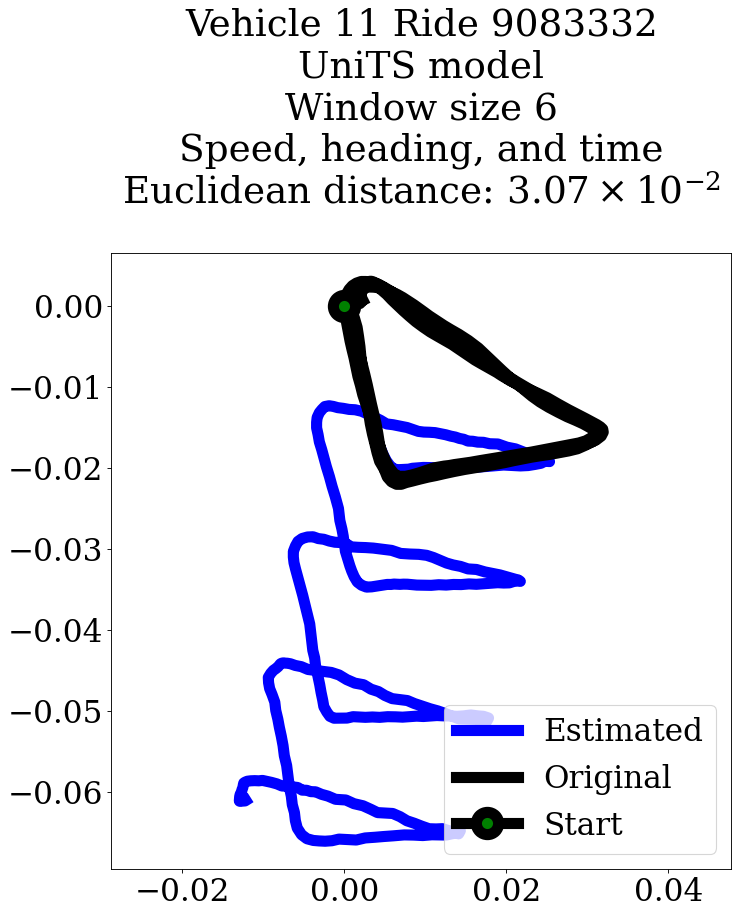 Vehicle 11 Ride 9083332
UniTS model
Window size 6
Speed, heading, and time
Euclidean distance: 3.07 × 10⁻²
0.00
−0.01
−0.02
−0.03
−0.04
−0.05
−0.06
Estimated
Original
Start
−0.02 0.00 0.02 0.04